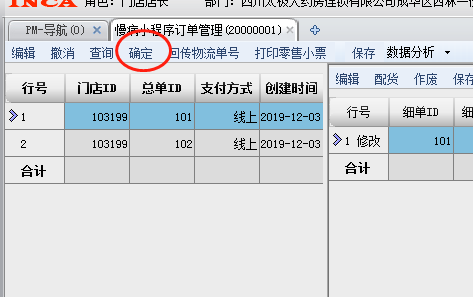 INCA 角色：门店店长 部门：四川太极大药房连锁有限公司成华区西林一
PM-导航(0) × 慢病小程序订单管理(20000001) ×
编辑 撤消 查询 确定 回传物流单号 打印零售小票 保存 数据分析
行号 门店ID 总单ID 支付方式 创建时间
1 103199 101 线上 2019-12-03
2 103199 102 线上 2019-12-03
合计
编辑 配货 作废 保存
行号 细单ID
1 修改 101
合计